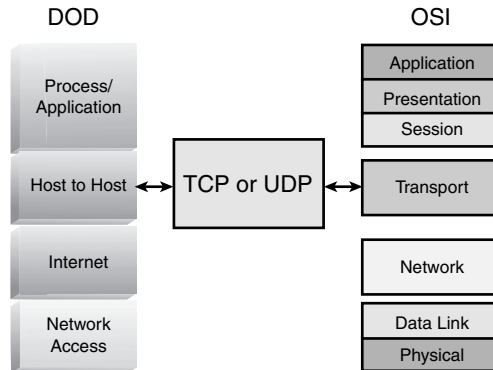 DOD
OSI
Process/
Application
Host to Host
Internet
Network
Access
TCP or UDP
Application
Presentation
Session
Transport
Network
Data Link
Physical